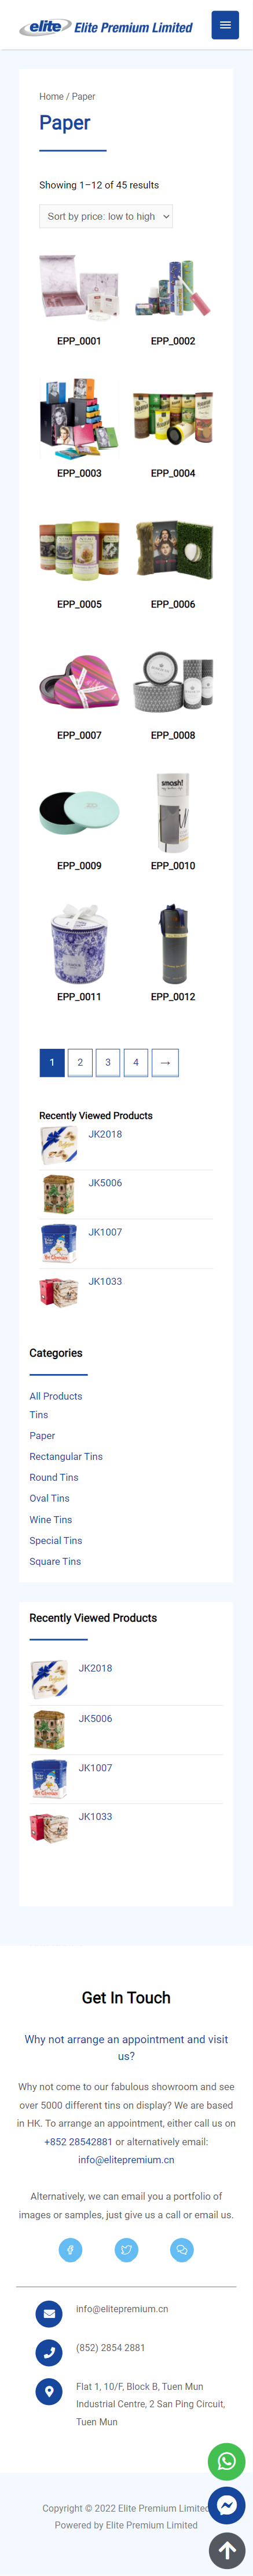 elite Elite Premium Limited
Home / Paper
Paper
Showing 1–12 of 45 results
Sort by price: low to high
EPP_0001
EPP_0002
EPP_0003
EPP_0004
EPP_0005
EPP_0006
EPP_0007
EPP_0008
smash!
EPP_0009
EPP_0010
EPP_0011
EPP_0012
1 2 3 4 →
Recently Viewed Products
JK2018
JK5006
JK1007
JK1033
Categories
All Products
Tins
Paper
Rectangular Tins
Round Tins
Oval Tins
Wine Tins
Special Tins
Square Tins
Recently Viewed Products
JK2018
JK5006
JK1007
JK1033
Get In Touch
Why not arrange an appointment and visit
us?
Why not come to our fabulous showroom and see
over 5000 different tins on display? We are based
in HK. To arrange an appointment, either call us on
+852 28542881 or alternatively email:
info@elitepremium.cn
Alternatively, we can email you a portfolio of
images or samples, just give us a call or email us.
info@elitepremium.cn
(852) 2854 2881
Flat 1, 10/F, Block B, Tuen Mun
Industrial Centre, 2 San Ping Circuit,
Tuen Mun
Copyright © 2022 Elite Premium Limited
Powered by Elite Premium Limited